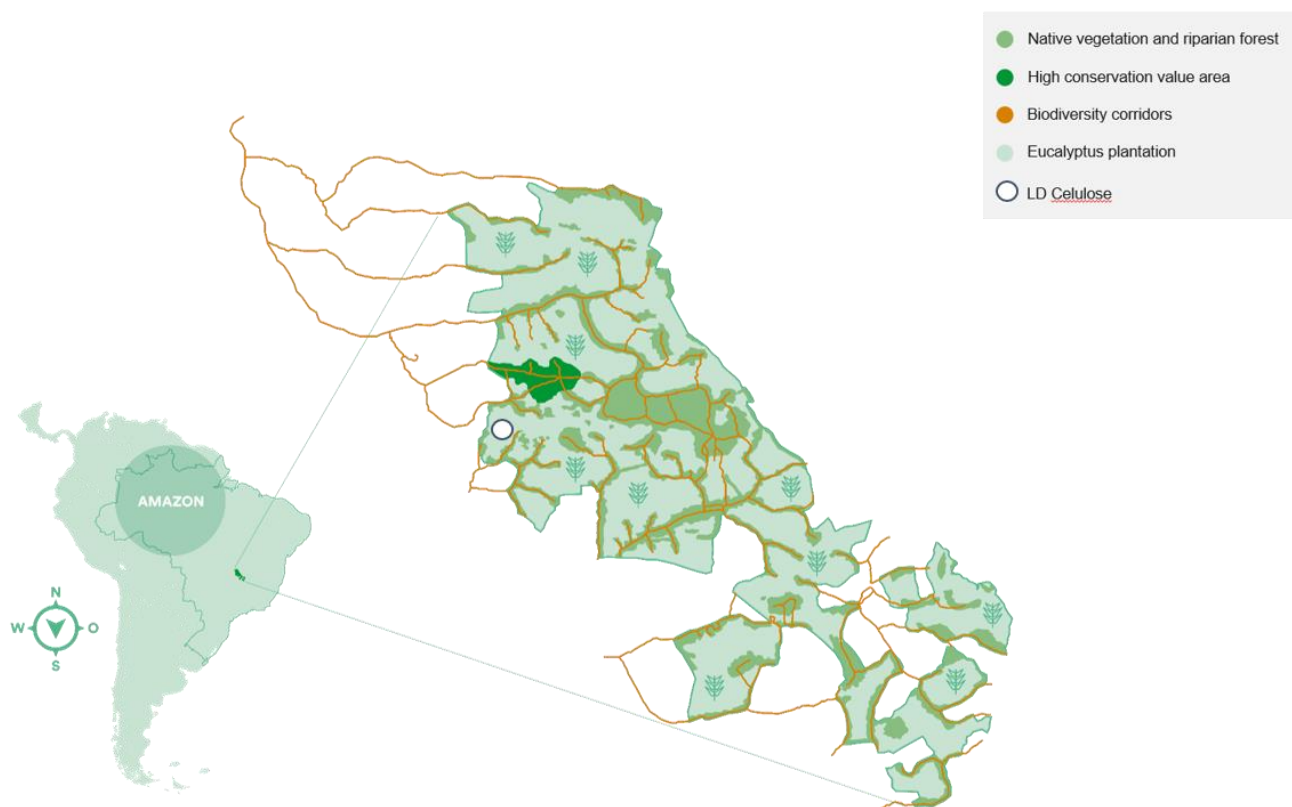 Native vegetation and riparian forest
High conservation value area
Biodiversity corridors
Eucalyptus plantation
LD Celulose
AMAZON
N
W O
S